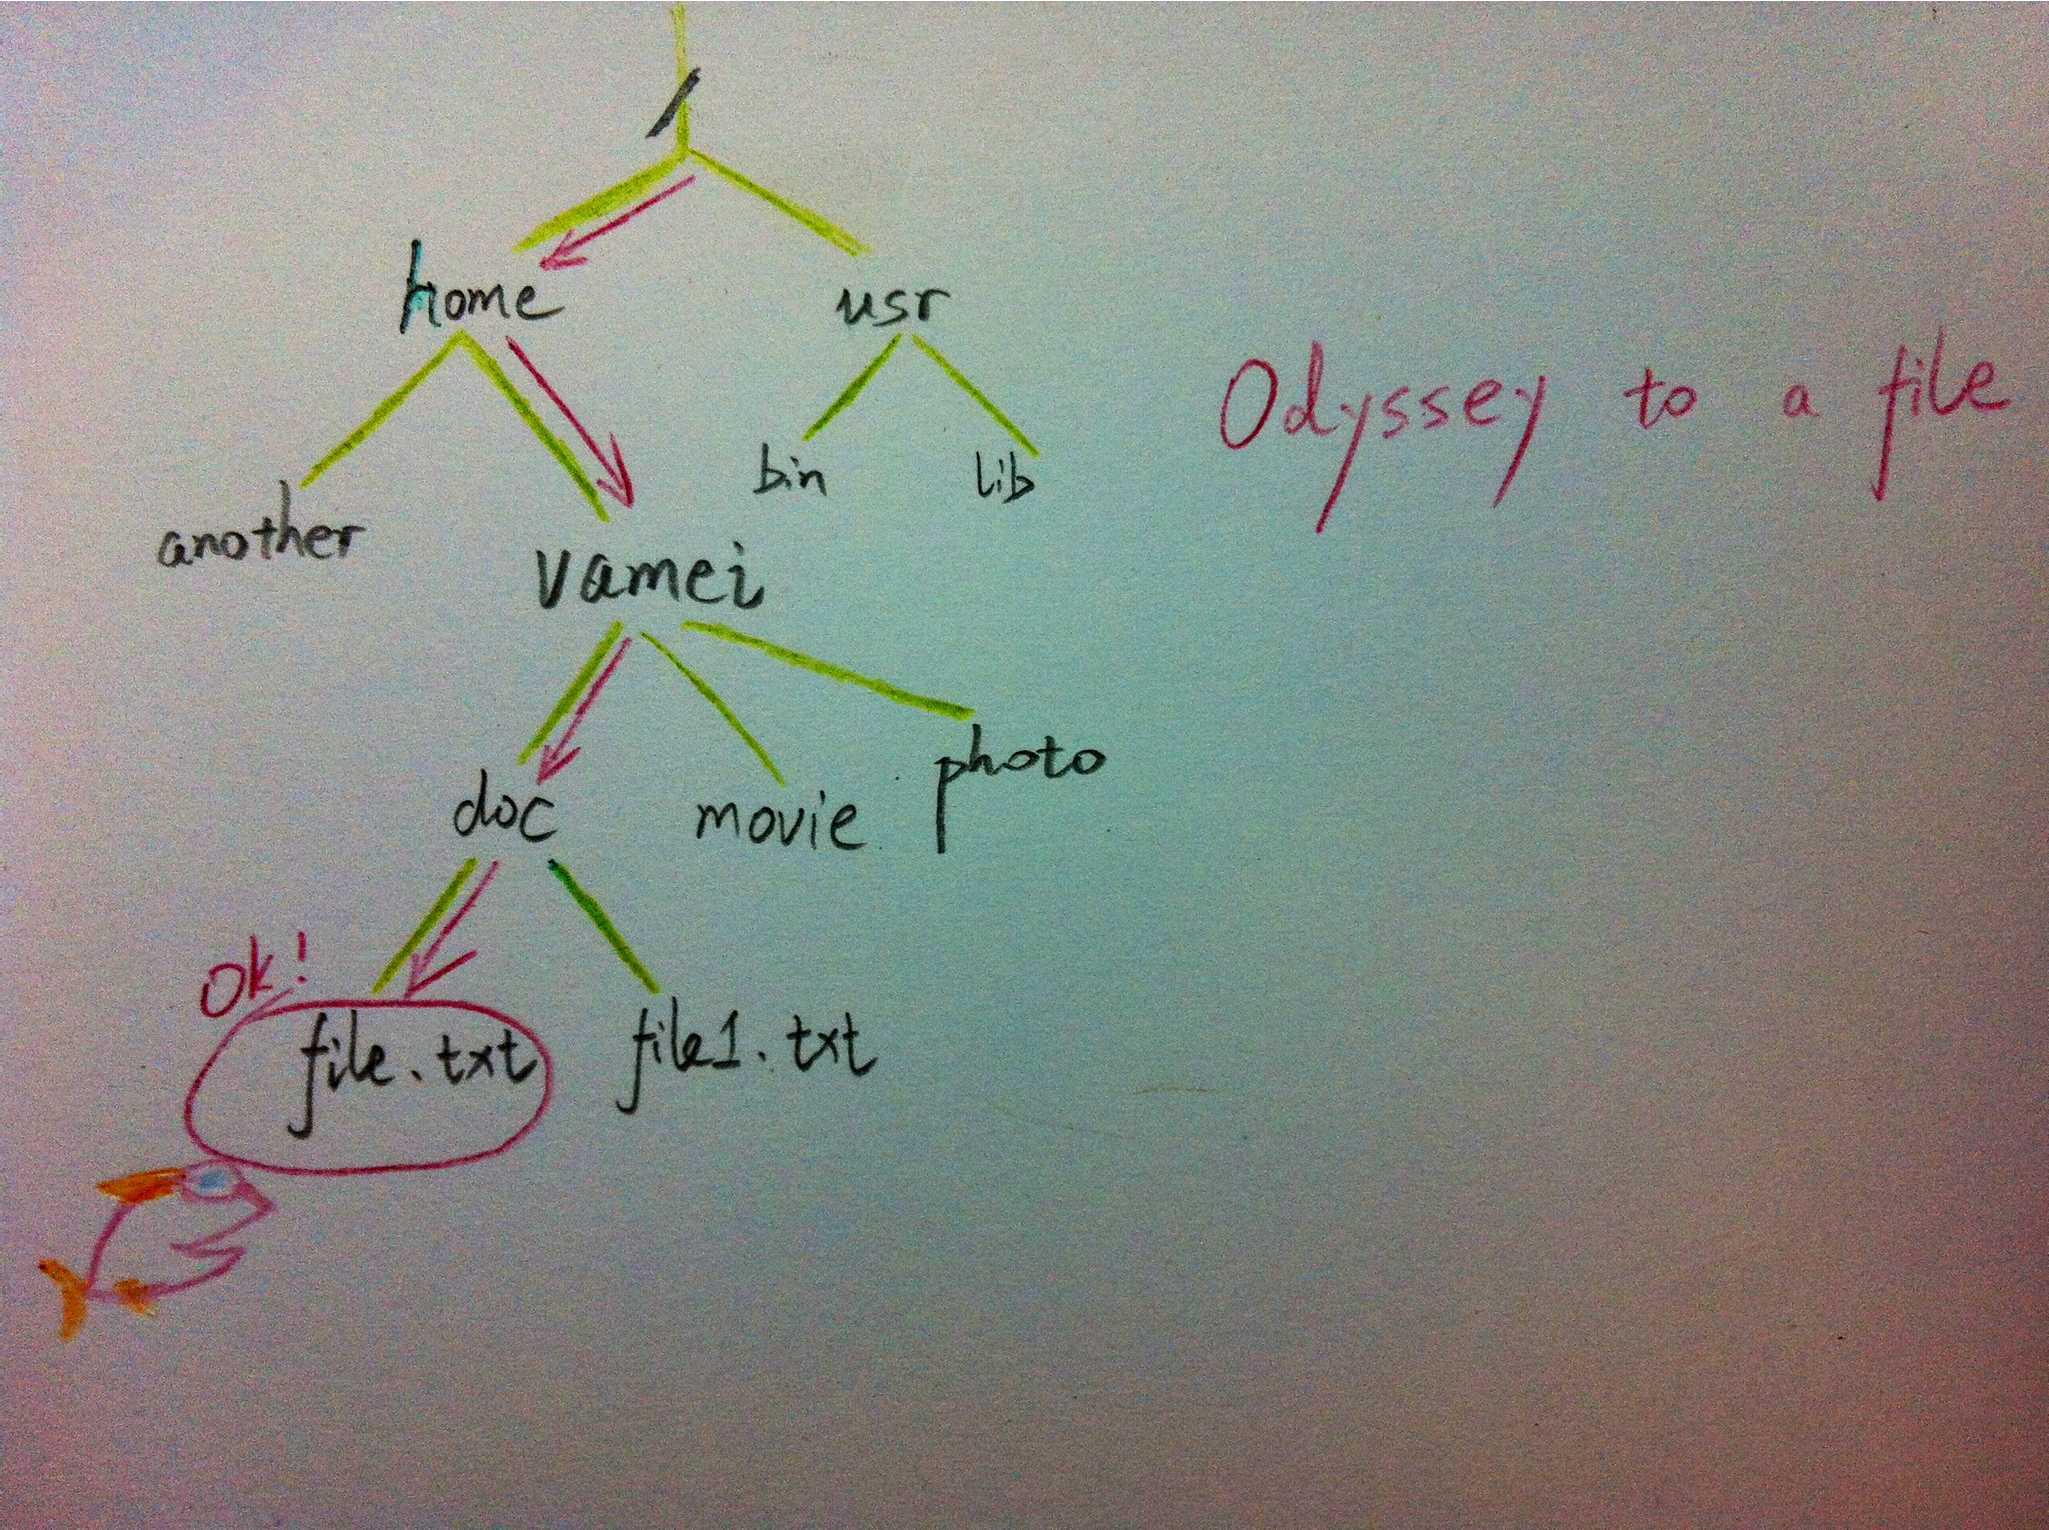 /
home usr
Odyssey to a file
bin lib
another
vamei
photo
doc movie
Ok!
file.txt file1.txt